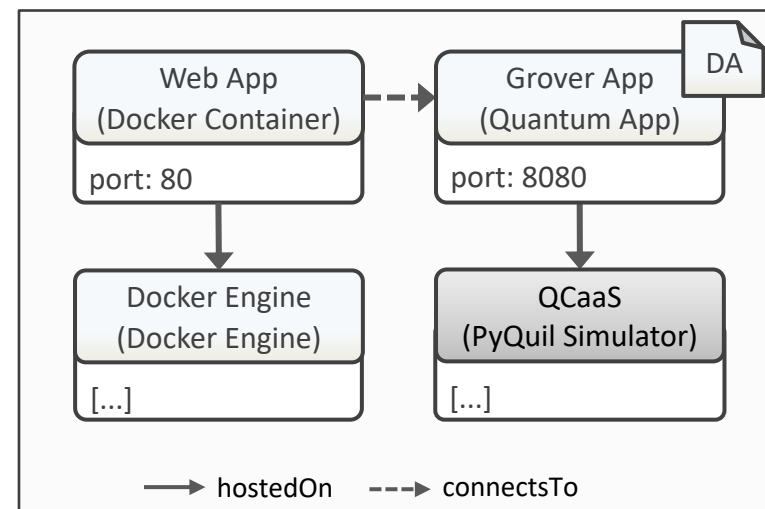 Web App
(Docker Container)
port: 80
Grover App
(Quantum App)
DA
port: 8080
Docker Engine
(Docker Engine)
[...]
QCaaS
(PyQuil Simulator)
[...]
hostedOn
connectsTo